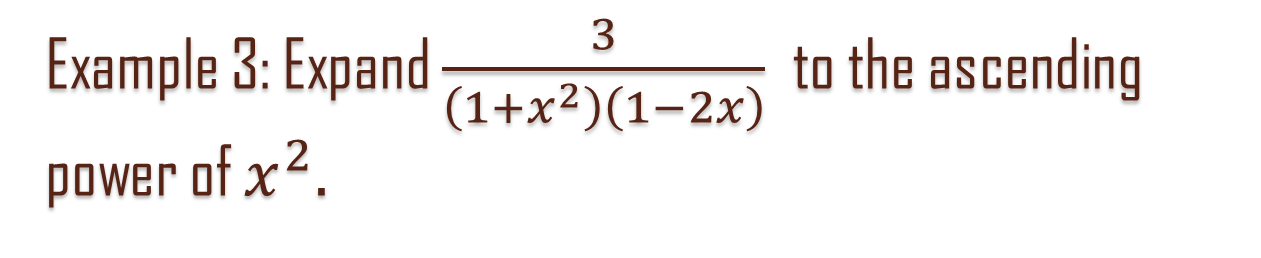 Example 3: Expand 3/((1+x²)(1−2x)) to the ascending
power of x².